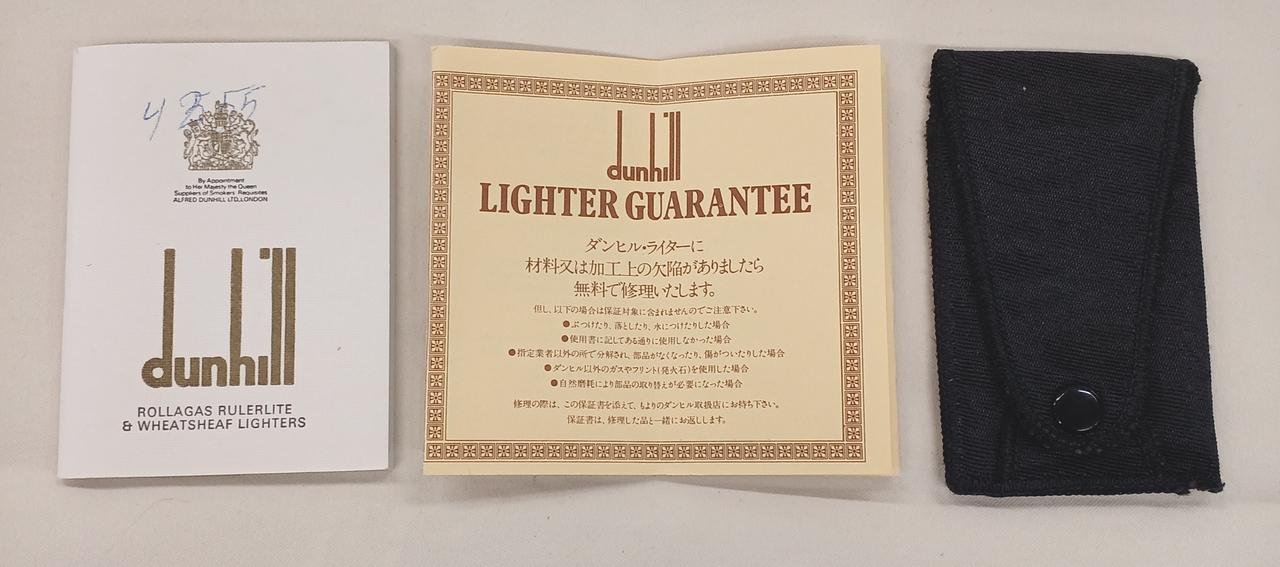 4255
By Appointment
to Her Majesty the Queen
Suppliers of Smokers' Requisites
ALFRED DUNHILL LTD, LONDON
dunhill
ROLLAGAS RULERLITE
& WHEATSHEAF LIGHTERS
dunhill
LIGHTER GUARANTEE
ダンヒル・ライターに
材料又は加工上の欠陥がありましたら
無料で修理いたします。
但し、以下の場合は保証対象に含まれませんのでご注意下さい。
●ぶつけたり、落としたり、水につけたりした場合
●使用書に記してある通りに使用しなかった場合
●指定業者以外の所で分解され、部品がなくなったり、傷がついたりした場合
●ダンヒル以外のガスやフリント(発火石)を使用した場合
●自然磨耗により部品の取り替えが必要になった場合
修理の際は、この保証書を添えて、もよりのダンヒル取扱店にお持ち下さい。
保証書は、修理した品と一緒にお返しします。